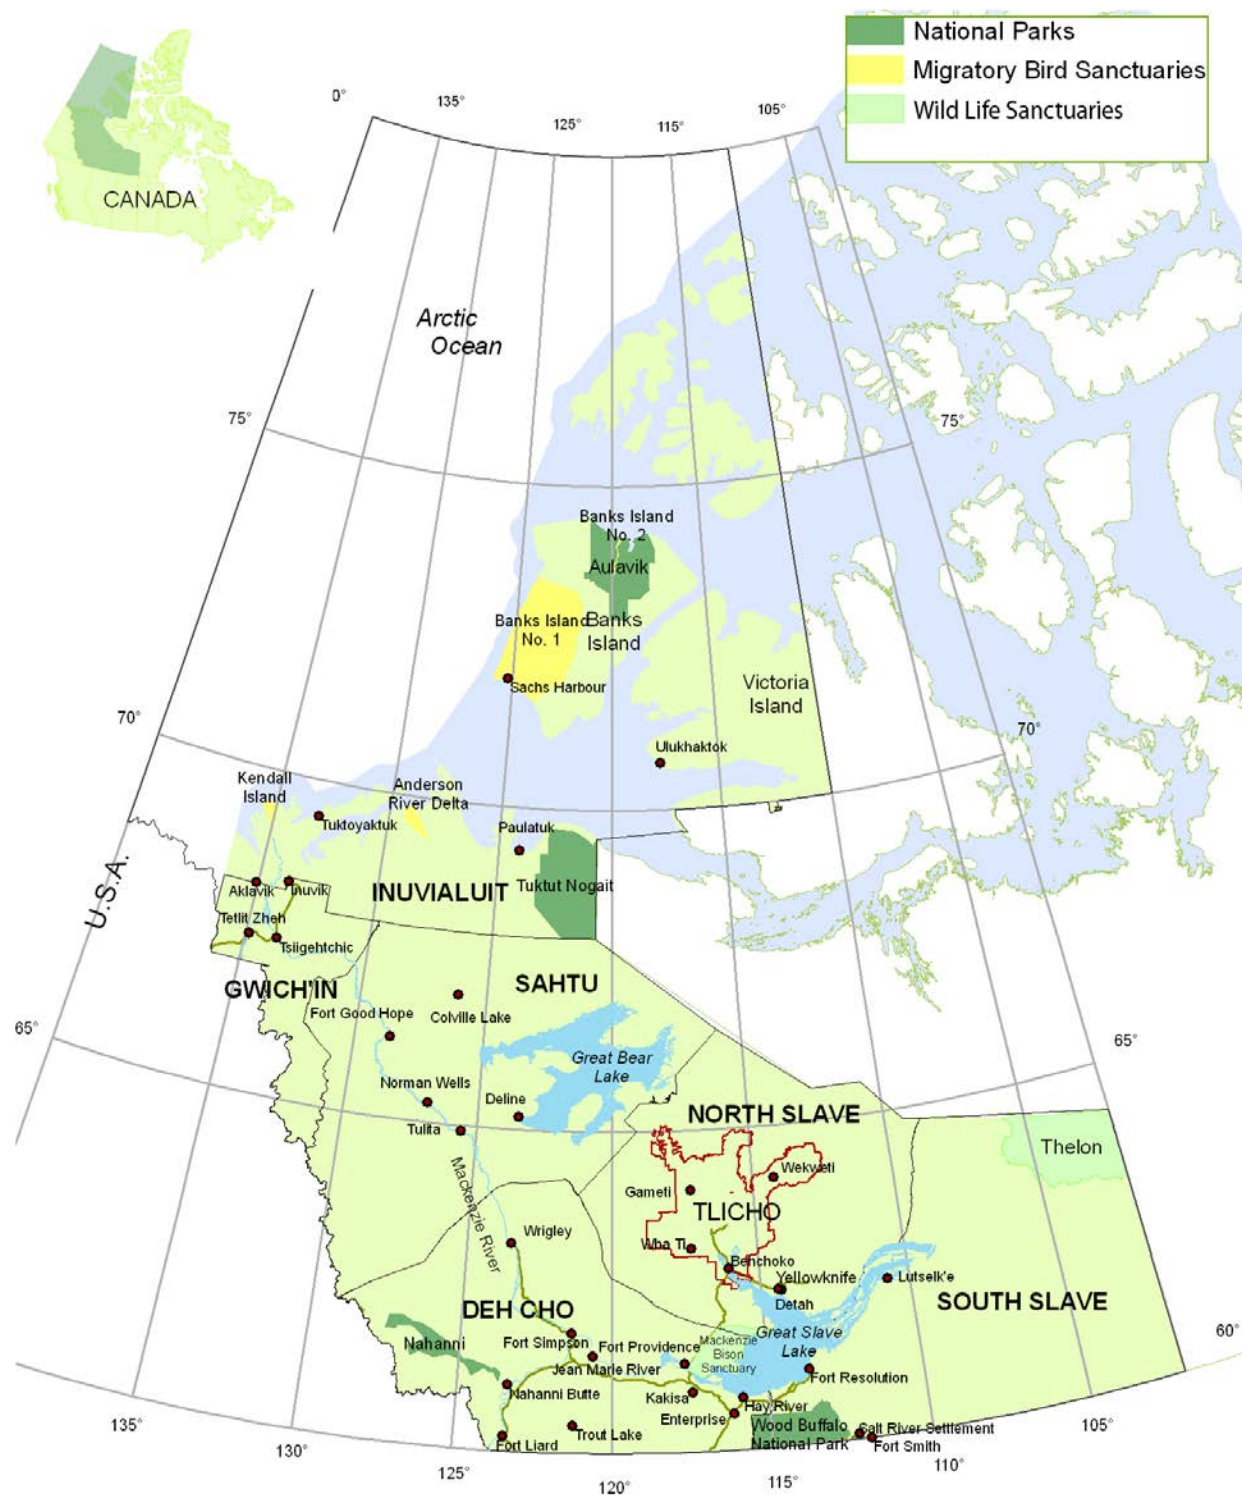 National Parks
Migratory Bird Sanctuaries
Wild Life Sanctuaries
CANADA
0°
135°
125°
115°
105°
Arctic
Ocean
75°
75°
Banks Island
No. 2
Aulavik
Banks Island
No. 1
Banks
Island
Sachs Harbour
Victoria
Island
70°
70°
Ulukhaktok
Kendall
Island
Anderson
River Delta
Tuktoyaktuk
Paulatuk
U.S.A.
Aklavik
Inuvik
INUVIALUIT
Tuktut Nogait
Tetlit Zheh
Tsiigehtchic
GWICH'IN
SAHTU
Fort Good Hope
Colville Lake
65°
65°
Great Bear
Lake
Norman Wells
Deline
Tulita
NORTH SLAVE
Thelon
Mackenzie River
Wekweti
Gameti
TLICHO
Wrigley
Wha Ti
Behchoko
Yellowknife
Detah
Lutselk'e
DEH CHO
SOUTH SLAVE
Nahanni
Fort Simpson
Fort Providence
Mackenzie
Bison
Sanctuary
Great Slave
Lake
60°
Jean Marie River
Fort Resolution
Nahanni Butte
Kakisa
Hay River
Enterprise
Wood Buffalo
National Park
Salt River Settlement
Fort Smith
Trout Lake
Fort Liard
135°
130°
125°
120°
115°
110°
105°